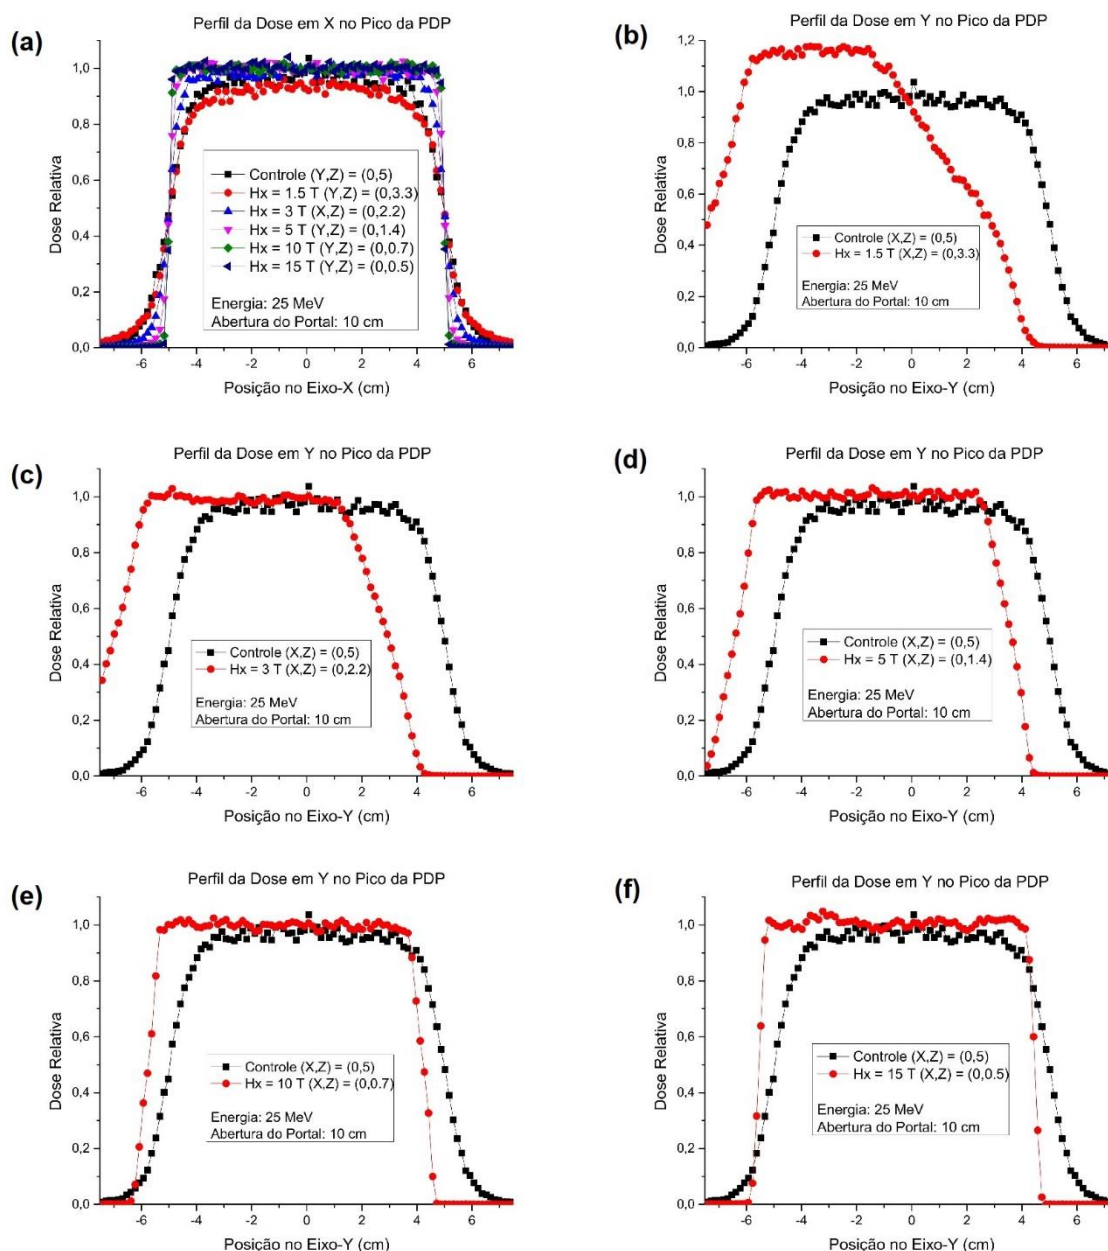 (a)
Perfil da Dose em X no Pico da PDP
Dose Relativa
1,0
0,8
0,6
0,4
0,2
0,0
Controle (Y,Z) = (0,5)
Hx = 1.5 T (Y,Z) = (0,3.3)
Hx = 3 T (X,Z) = (0,2.2)
Hx = 5 T (Y,Z) = (0,1.4)
Hx = 10 T (Y,Z) = (0,0.7)
Hx = 15 T (Y,Z) = (0,0.5)
Energia: 25 MeV
Abertura do Portal: 10 cm
-6 -4 -2 0 2 4 6
Posição no Eixo-X (cm)
(b)
Perfil da Dose em Y no Pico da PDP
Dose Relativa
1,2
1,0
0,8
0,6
0,4
0,2
0,0
Controle (X,Z) = (0,5)
Hx = 1.5 T (X,Z) = (0,3.3)
Energia: 25 MeV
Abertura do Portal: 10 cm
-6 -4 -2 0 2 4 6
Posição no Eixo-Y (cm)
(c)
Perfil da Dose em Y no Pico da PDP
Dose Relativa
1,0
0,8
0,6
0,4
0,2
0,0
Controle (X,Z) = (0,5)
Hx = 3 T (X,Z) = (0,2.2)
Energia: 25 MeV
Abertura do Portal: 10 cm
-6 -4 -2 0 2 4 6
Posição no Eixo-Y (cm)
(d)
Perfil da Dose em Y no Pico da PDP
Dose Relativa
1,0
0,8
0,6
0,4
0,2
0,0
Controle (X,Z) = (0,5)
Hx = 5 T (X,Z) = (0,1.4)
Energia: 25 MeV
Abertura do Portal: 10 cm
-6 -4 -2 0 2 4 6
Posição no Eixo-Y (cm)
(e)
Perfil da Dose em Y no Pico da PDP
Dose Relativa
1,0
0,8
0,6
0,4
0,2
0,0
Controle (X,Z) = (0,5)
Hx = 10 T (X,Z) = (0,0.7)
Energia: 25 MeV
Abertura do Portal: 10 cm
-6 -4 -2 0 2 4 6
Posição no Eixo-Y (cm)
(f)
Perfil da Dose em Y no Pico da PDP
Dose Relativa
1,0
0,8
0,6
0,4
0,2
0,0
Controle (X,Z) = (0,5)
Hx = 15 T (X,Z) = (0,0.5)
Energia: 25 MeV
Abertura do Portal: 10 cm
-6 -4 -2 0 2 4 6
Posição no Eixo-Y (cm)